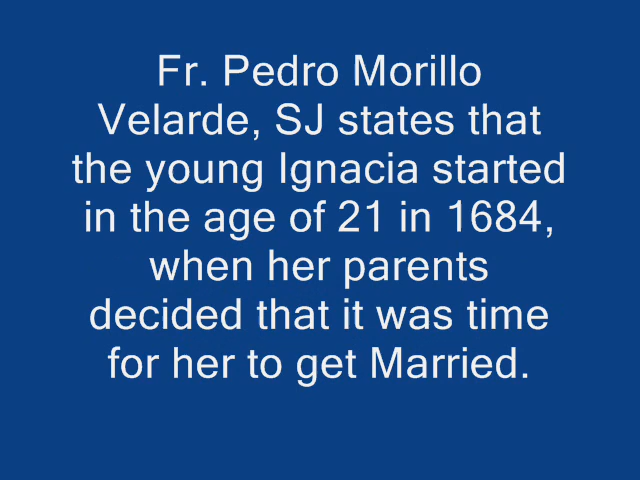 Fr. Pedro Morillo
Velarde, SJ states that
the young Ignacia started
in the age of 21 in 1684,
when her parents
decided that it was time
for her to get Married.